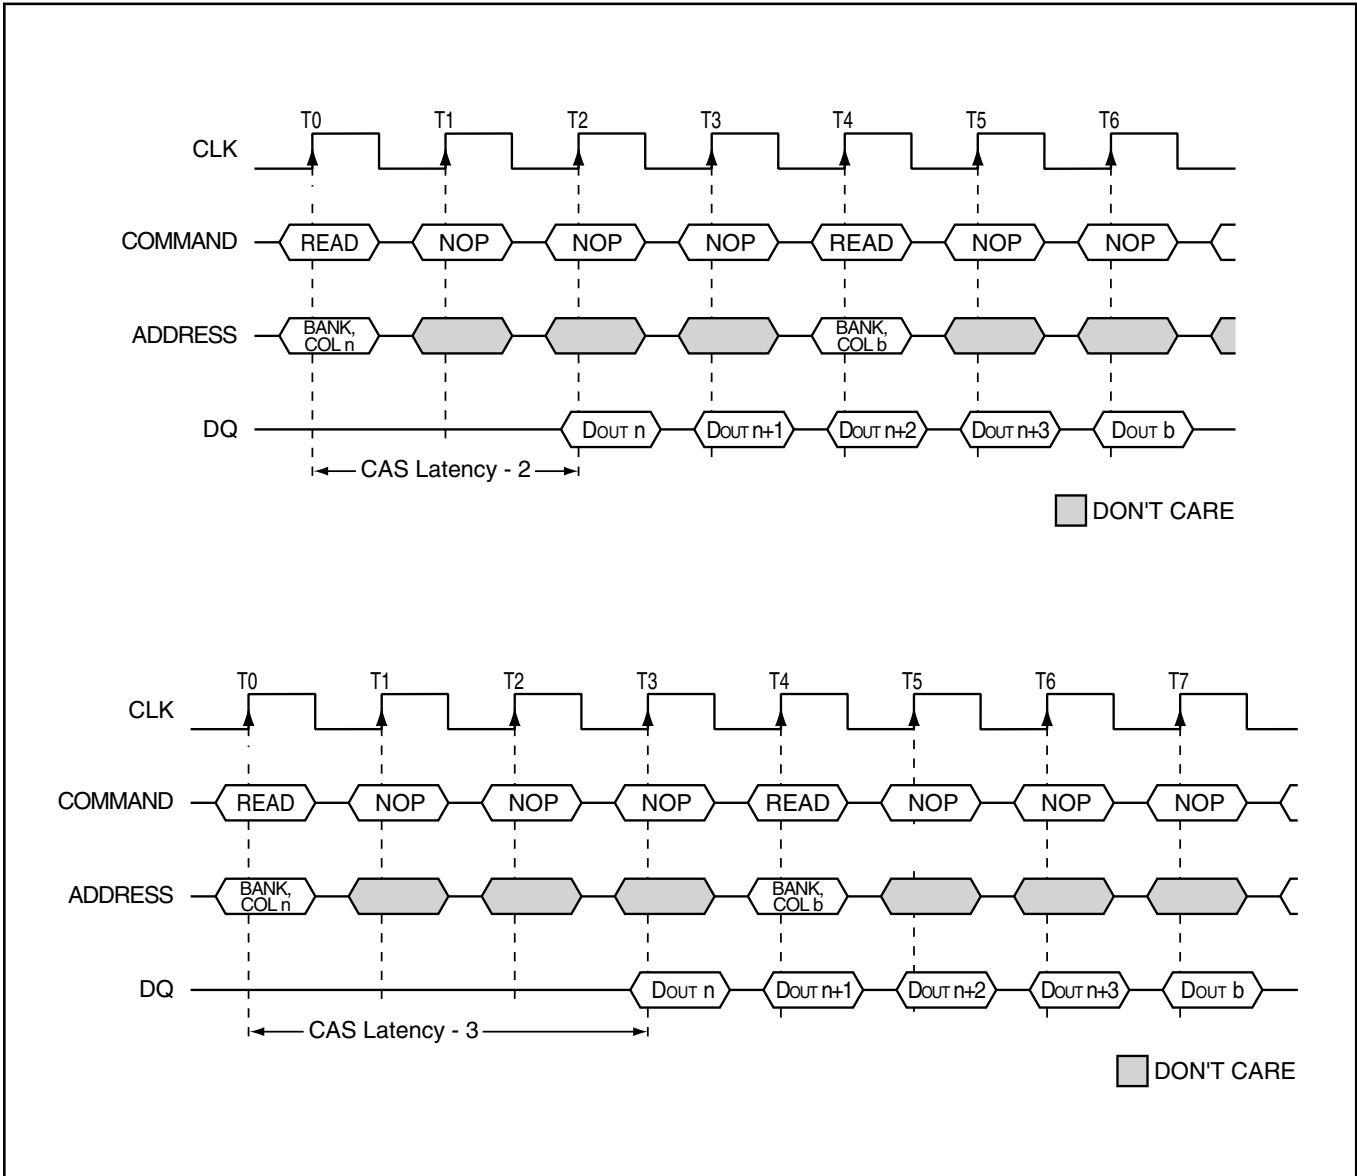 T0 T1 T2 T3 T4 T5 T6
CLK
COMMAND READ NOP NOP NOP READ NOP NOP
ADDRESS BANK, COL n BANK, COL b
DQ DOUT n DOUT n+1 DOUT n+2 DOUT n+3 DOUT b
CAS Latency - 2
DON'T CARE
T0 T1 T2 T3 T4 T5 T6 T7
CLK
COMMAND READ NOP NOP NOP READ NOP NOP NOP
ADDRESS BANK, COL n BANK, COL b
DQ DOUT n DOUT n+1 DOUT n+2 DOUT n+3 DOUT b
CAS Latency - 3
DON'T CARE